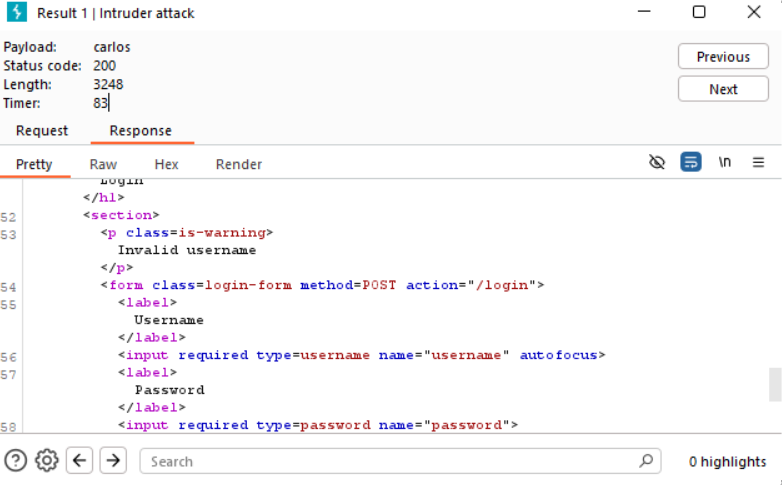 Result 1 | Intruder attack
Payload: carlos
Status code: 200
Length: 3248
Timer: 83
Previous
Next
Request Response
Pretty Raw Hex Render \n
Login
</h1>
52 <section>
53 <p class=is-warning>
Invalid username
</p>
54 <form class=login-form method=POST action="/login">
55 <label>
Username
</label>
56 <input required type=username name="username" autofocus>
57 <label>
Password
</label>
58 <input required type=password name="password">
Search
0 highlights